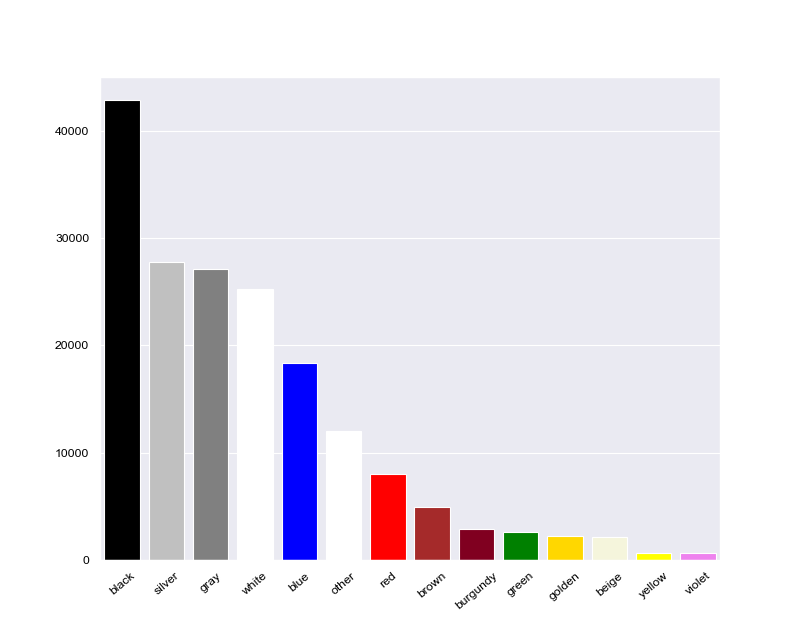 40000
30000
20000
10000
0
black
silver
gray
white
blue
other
red
brown
burgundy
green
golden
beige
yellow
violet